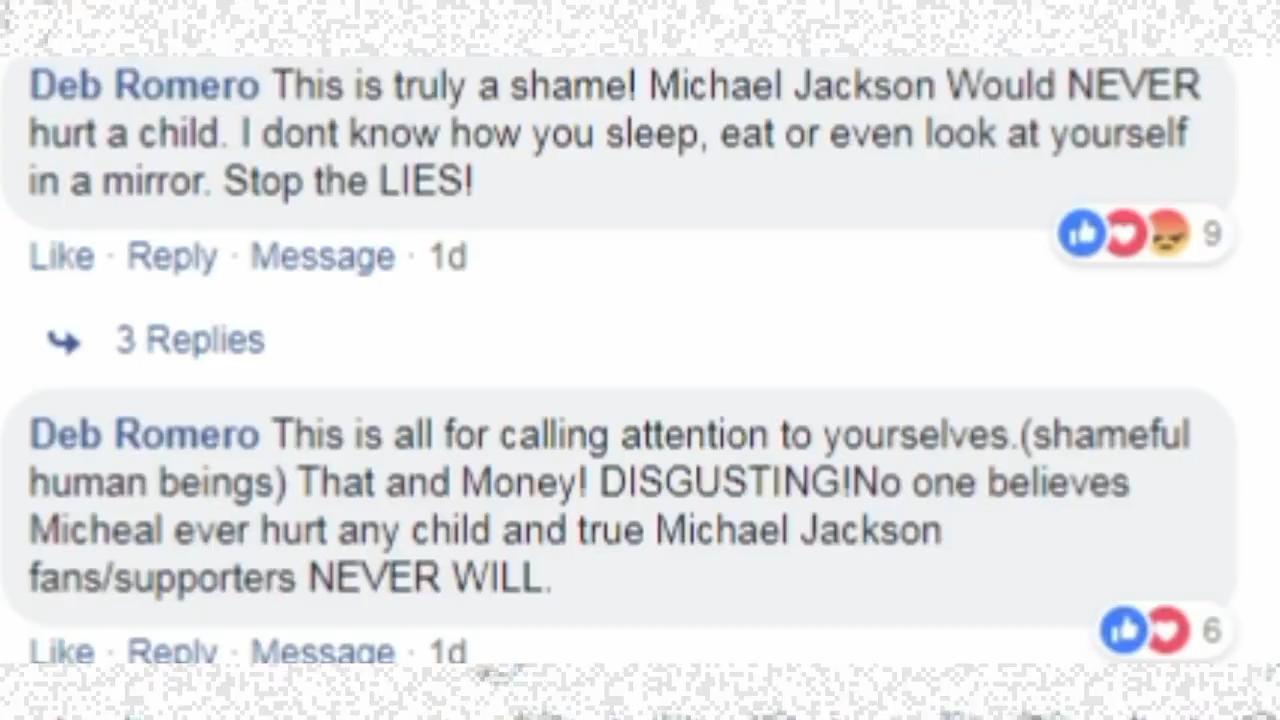 Deb Romero This is truly a shame! Michael Jackson Would NEVER
hurt a child. I dont know how you sleep, eat or even look at yourself
in a mirror. Stop the LIES!
9
Like · Reply · Message · 1d
3 Replies
Deb Romero This is all for calling attention to yourselves.(shameful
human beings) That and Money! DISGUSTING!No one believes
Micheal ever hurt any child and true Michael Jackson
fans/supporters NEVER WILL.
6
Like · Reply · Message · 1d